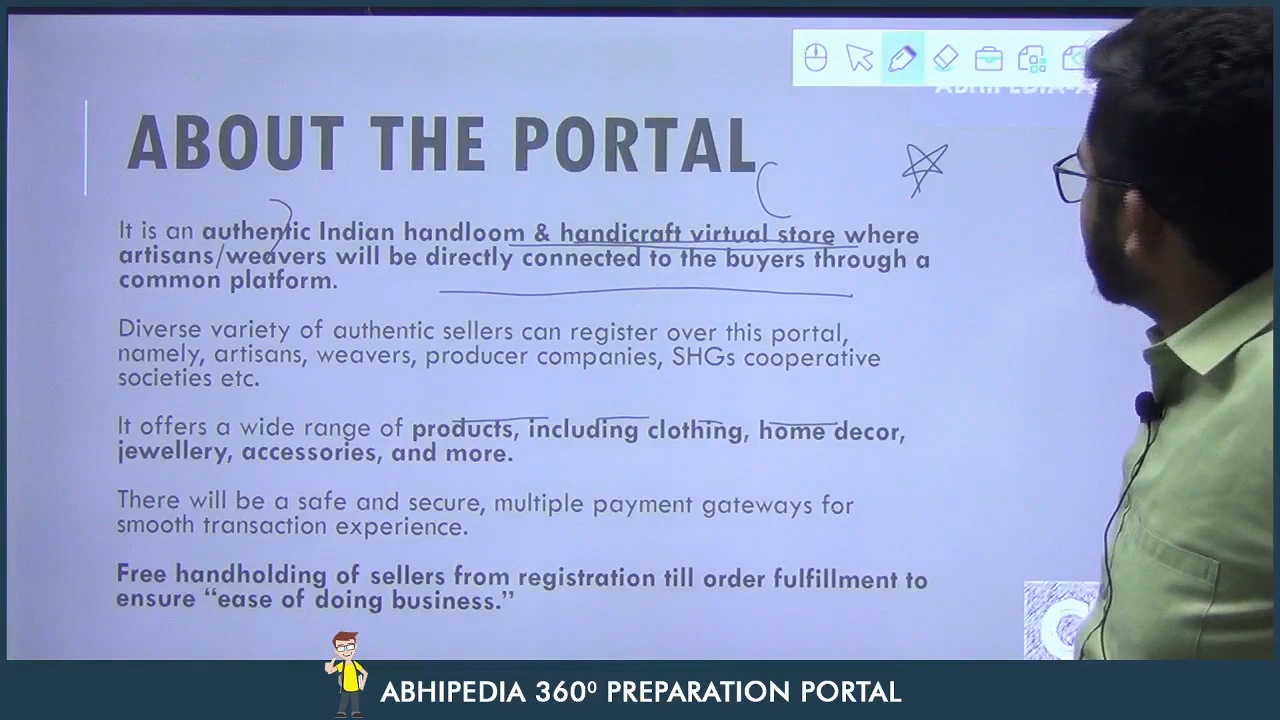 ABHIPEDIA
ABOUT THE PORTAL
It is an authentic Indian handloom & handicraft virtual store where
artisans/weavers will be directly connected to the buyers through a
common platform.
Diverse variety of authentic sellers can register over this portal,
namely, artisans, weavers, producer companies, SHGs cooperative
societies etc.
It offers a wide range of products, including clothing, home decor,
jewellery, accessories, and more.
There will be a safe and secure, multiple payment gateways for
smooth transaction experience.
Free handholding of sellers from registration till order fulfillment to
ensure “ease of doing business.”
ABHIPEDIA 360⁰ PREPARATION PORTAL